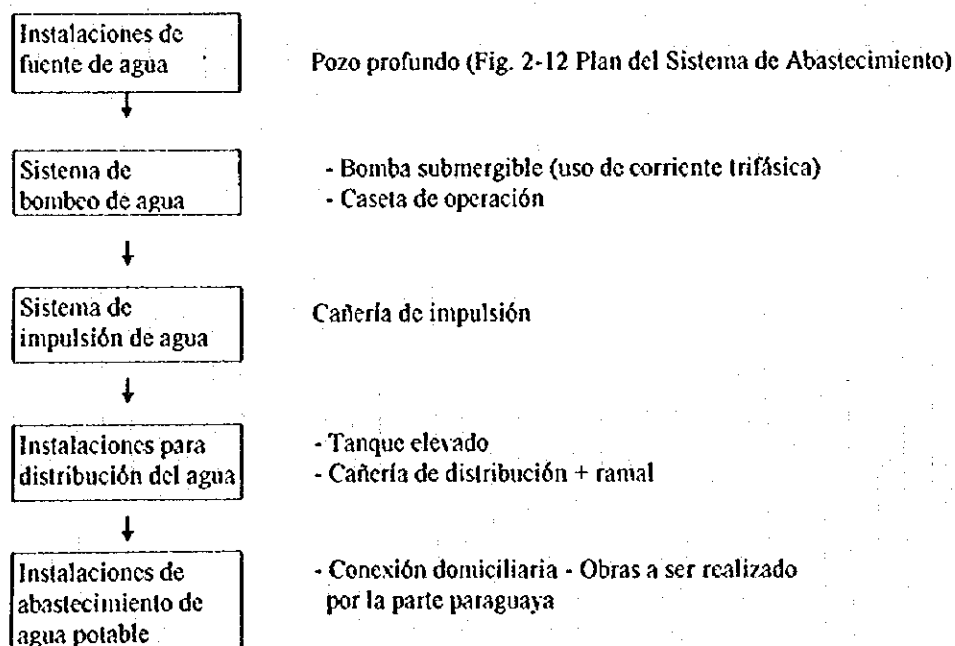 Instalaciones de
fuente de agua
Pozo profundo (Fig. 2-12 Plan del Sistema de Abastecimiento)
Sistema de
bombeo de agua
- Bomba submergible (uso de corriente trifásica)
- Caseta de operación
Sistema de
impulsión de agua
Cañería de impulsión
Instalaciones para
distribución del agua
- Tanque elevado
- Cañería de distribución + ramal
Instalaciones de
abastecimiento de
agua potable
- Conexión domiciliaria - Obras a ser realizado
por la parte paraguaya